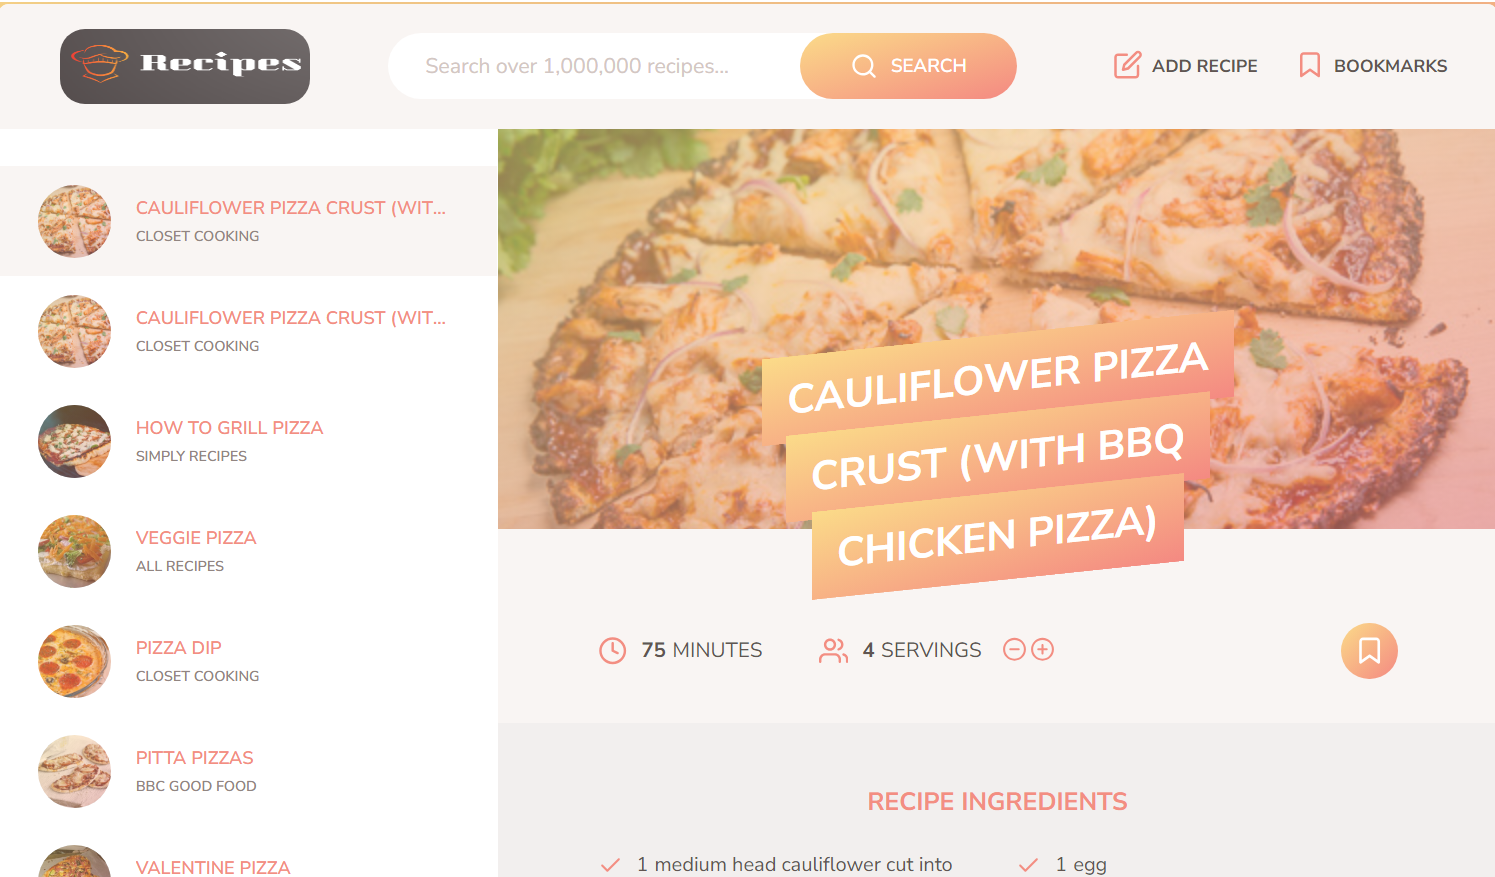 Recipes
Search over 1,000,000 recipes...
SEARCH
ADD RECIPE
BOOKMARKS
CAULIFLOWER PIZZA CRUST (WIT...
CLOSET COOKING
CAULIFLOWER PIZZA CRUST (WIT...
CLOSET COOKING
HOW TO GRILL PIZZA
SIMPLY RECIPES
VEGGIE PIZZA
ALL RECIPES
PIZZA DIP
CLOSET COOKING
PITTA PIZZAS
BBC GOOD FOOD
VALENTINE PIZZA
CAULIFLOWER PIZZA
CRUST (WITH BBQ
CHICKEN PIZZA)
75 MINUTES
4 SERVINGS
RECIPE INGREDIENTS
1 medium head cauliflower cut into
1 egg